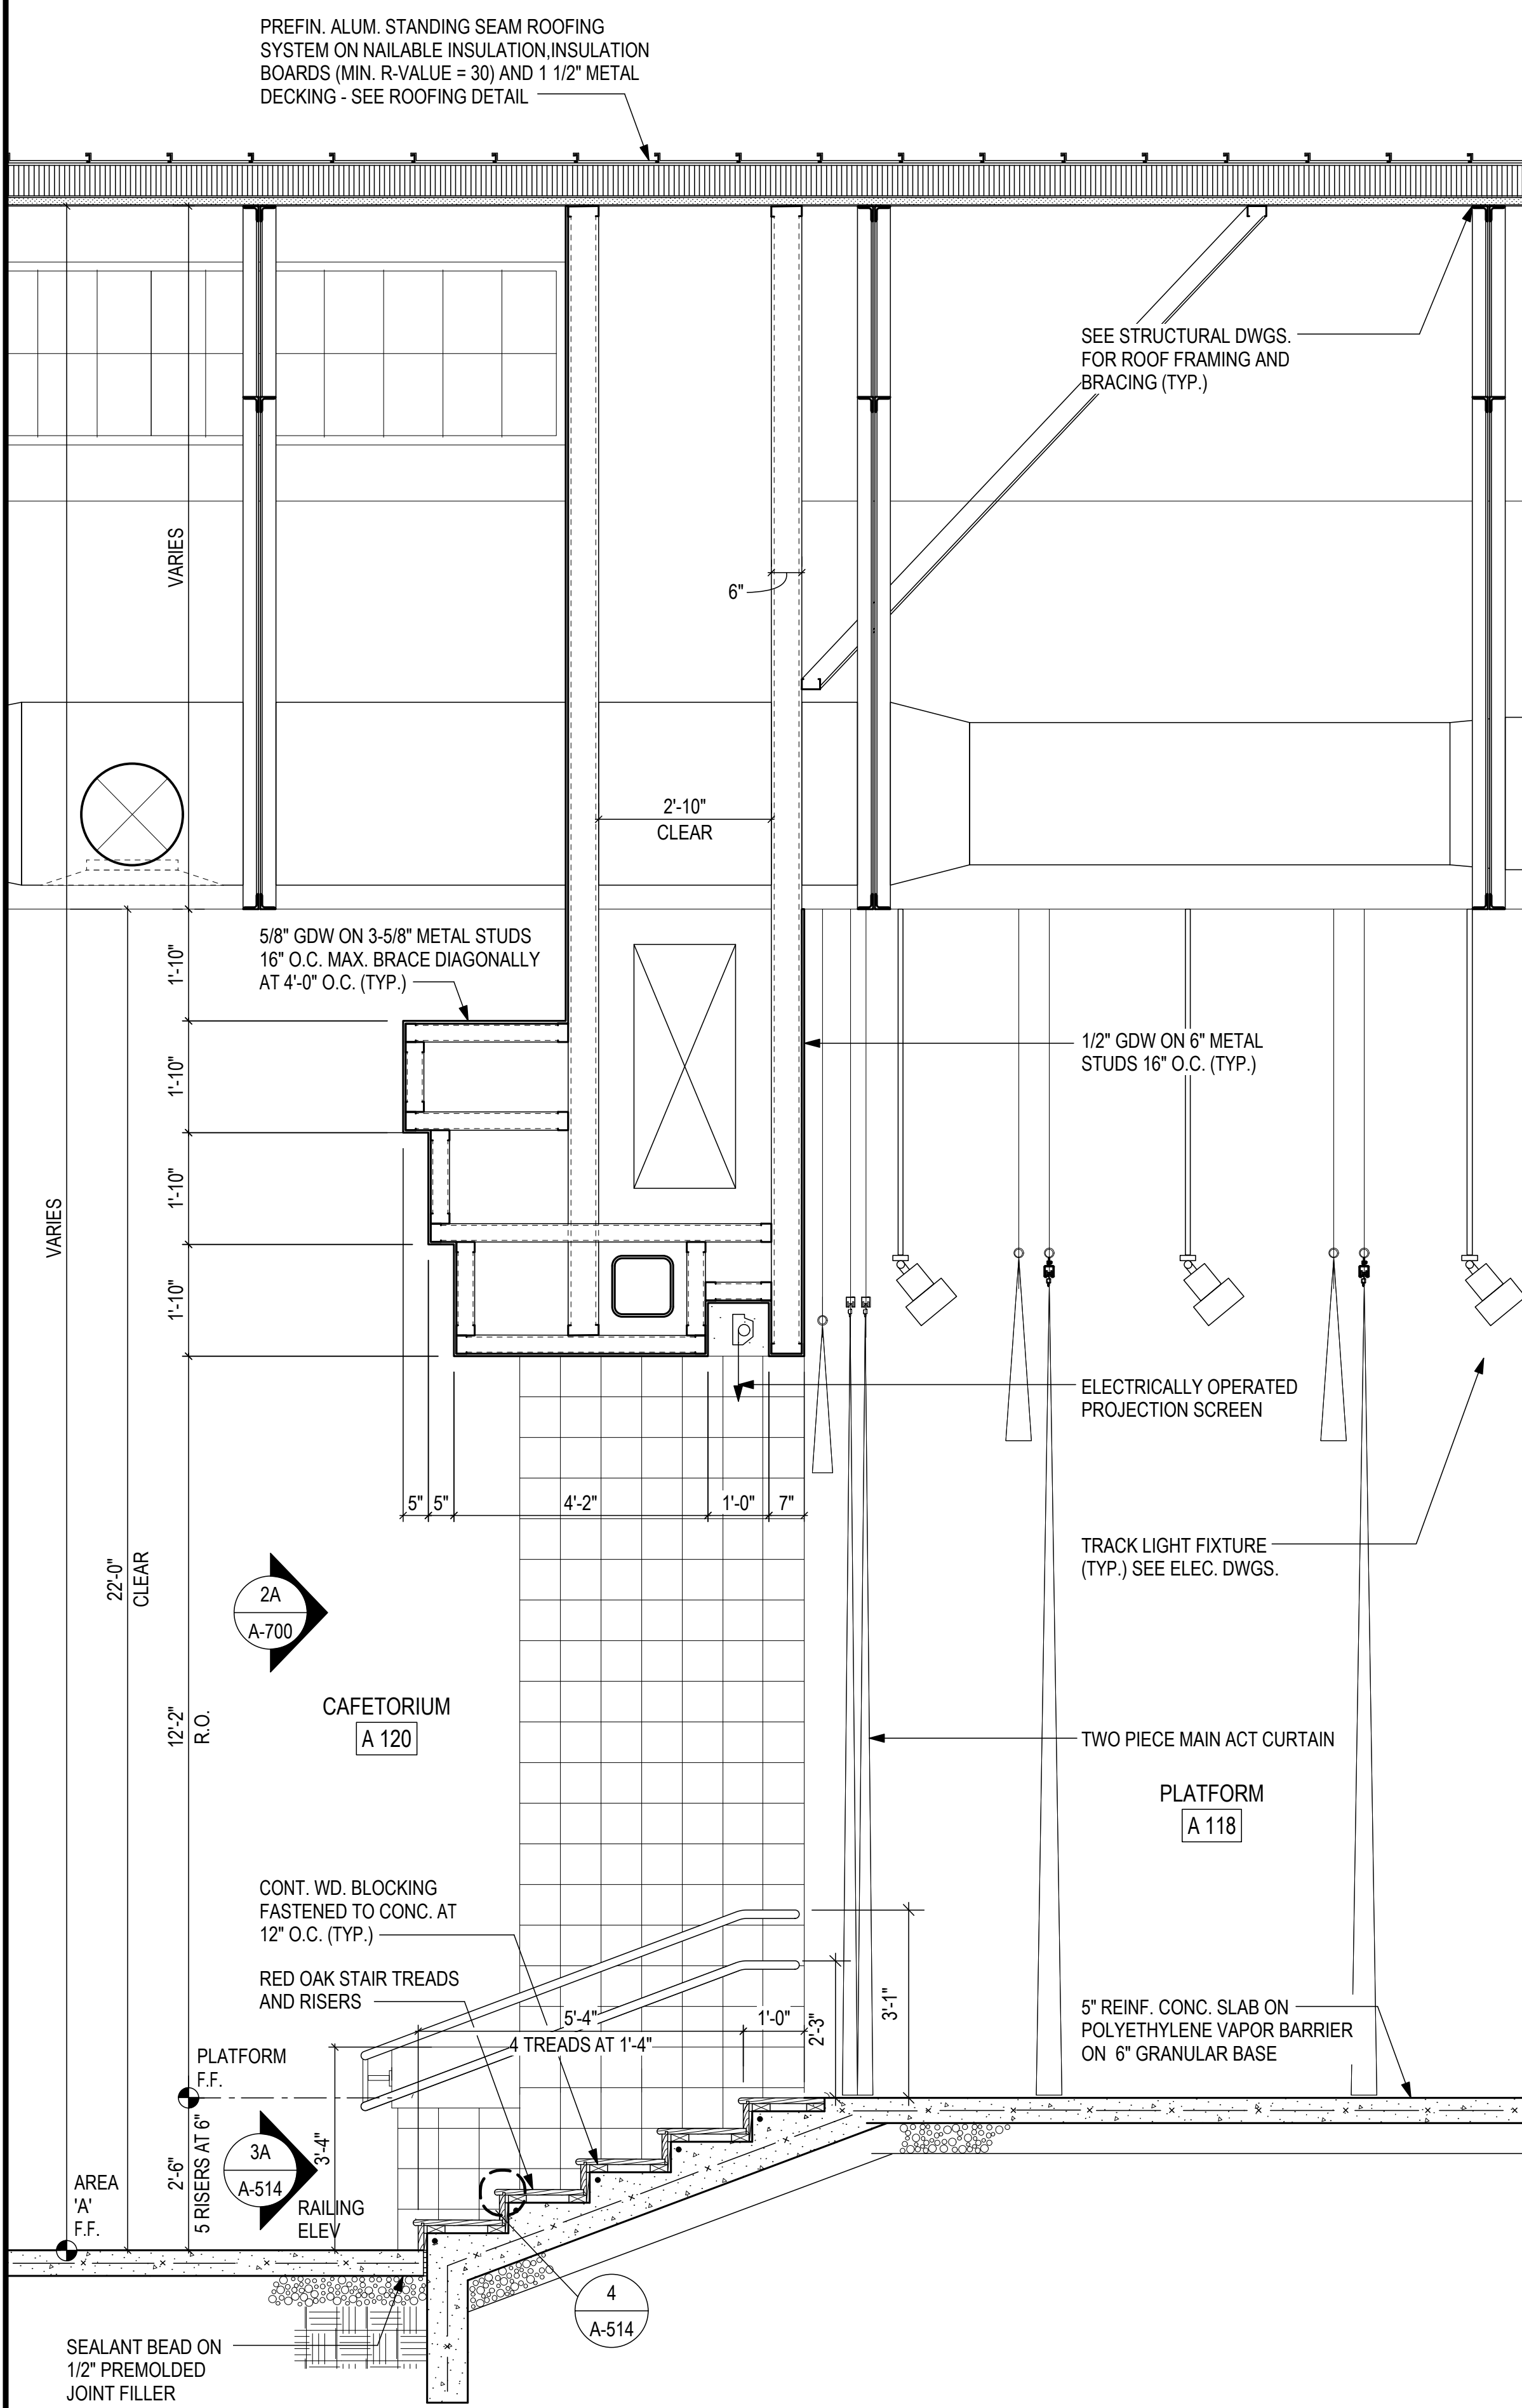 PREFIN. ALUM. STANDING SEAM ROOFING
SYSTEM ON NAILABLE INSULATION,INSULATION
BOARDS (MIN. R-VALUE = 30) AND 1 1/2" METAL
DECKING - SEE ROOFING DETAIL
SEE STRUCTURAL DWGS.
FOR ROOF FRAMING AND
BRACING (TYP.)
VARIES
6"
2'-10"
CLEAR
5/8" GDW ON 3-5/8" METAL STUDS
16" O.C. MAX. BRACE DIAGONALLY
AT 4'-0" O.C. (TYP.)
1'-10"
1'-10"
1'-10"
1'-10"
1/2" GDW ON 6" METAL
STUDS 16" O.C. (TYP.)
VARIES
ELECTRICALLY OPERATED
PROJECTION SCREEN
5"
5"
4'-2"
1'-0"
7"
TRACK LIGHT FIXTURE
(TYP.) SEE ELEC. DWGS.
22'-0"
CLEAR
2A
A-700
CAFETORIUM
A 120
12'-2"
R.O.
TWO PIECE MAIN ACT CURTAIN
PLATFORM
A 118
CONT. WD. BLOCKING
FASTENED TO CONC. AT
12" O.C. (TYP.)
RED OAK STAIR TREADS
AND RISERS
5'-4"
4 TREADS AT 1'-4"
1'-0"
2'-3"
3'-1"
5" REINF. CONC. SLAB ON
POLYETHYLENE VAPOR BARRIER
ON 6" GRANULAR BASE
PLATFORM
F.F.
2'-6"
5 RISERS AT 6"
3A
A-514
3'-4"
RAILING
ELEV
AREA
'A'
F.F.
4
A-514
SEALANT BEAD ON
1/2" PREMOLDED
JOINT FILLER